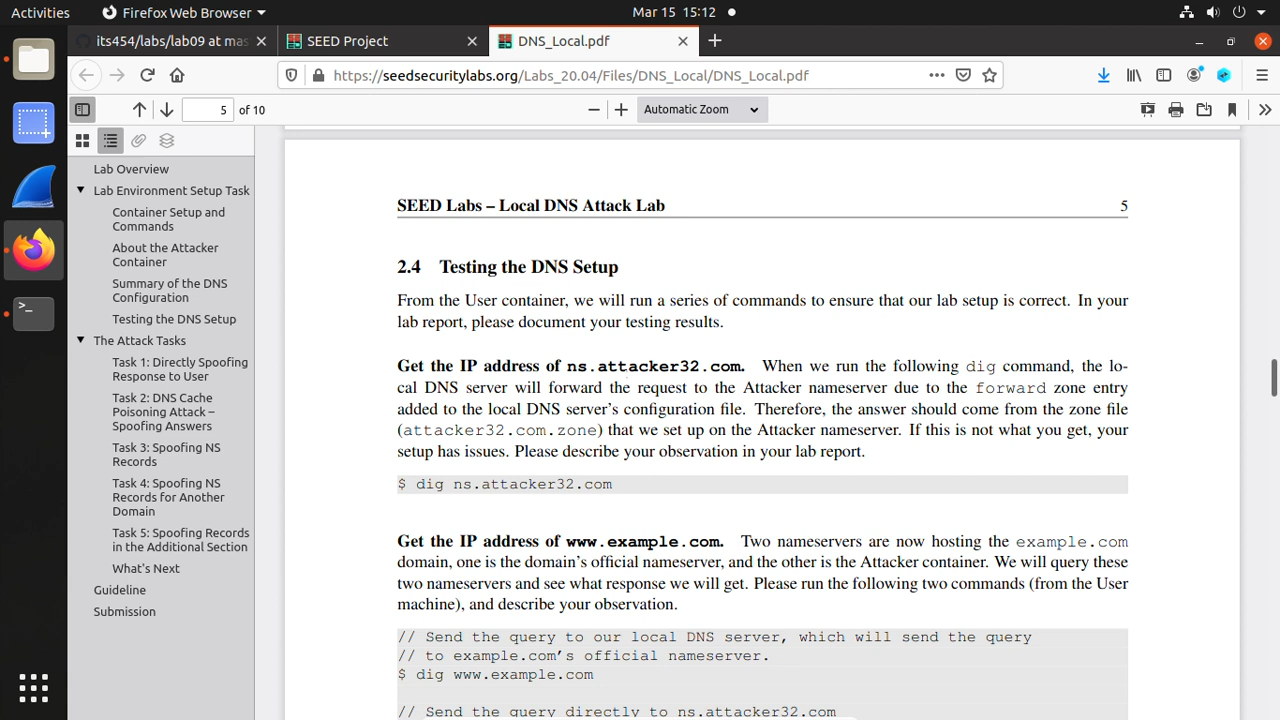 Activities
Firefox Web Browser
Mar 15 15:12
its454/labs/lab09 at mas
SEED Project
DNS_Local.pdf
https://seedsecuritylabs.org/Labs_20.04/Files/DNS_Local/DNS_Local.pdf
5 of 10
Automatic Zoom
Lab Overview
Lab Environment Setup Task
Container Setup and
Commands
About the Attacker
Container
Summary of the DNS
Configuration
Testing the DNS Setup
The Attack Tasks
Task 1: Directly Spoofing
Response to User
Task 2: DNS Cache
Poisoning Attack –
Spoofing Answers
Task 3: Spoofing NS
Records
Task 4: Spoofing NS
Records for Another
Domain
Task 5: Spoofing Records
in the Additional Section
What's Next
Guideline
Submission
SEED Labs – Local DNS Attack Lab 5
2.4 Testing the DNS Setup
From the User container, we will run a series of commands to ensure that our lab setup is correct. In your
lab report, please document your testing results.
Get the IP address of ns.attacker32.com. When we run the following dig command, the lo-
cal DNS server will forward the request to the Attacker nameserver due to the forward zone entry
added to the local DNS server's configuration file. Therefore, the answer should come from the zone file
(attacker32.com.zone) that we set up on the Attacker nameserver. If this is not what you get, your
setup has issues. Please describe your observation in your lab report.
$ dig ns.attacker32.com
Get the IP address of www.example.com. Two nameservers are now hosting the example.com
domain, one is the domain's official nameserver, and the other is the Attacker container. We will query these
two nameservers and see what response we will get. Please run the following two commands (from the User
machine), and describe your observation.
// Send the query to our local DNS server, which will send the query
// to example.com's official nameserver.
$ dig www.example.com
// Send the query directly to ns.attacker32.com